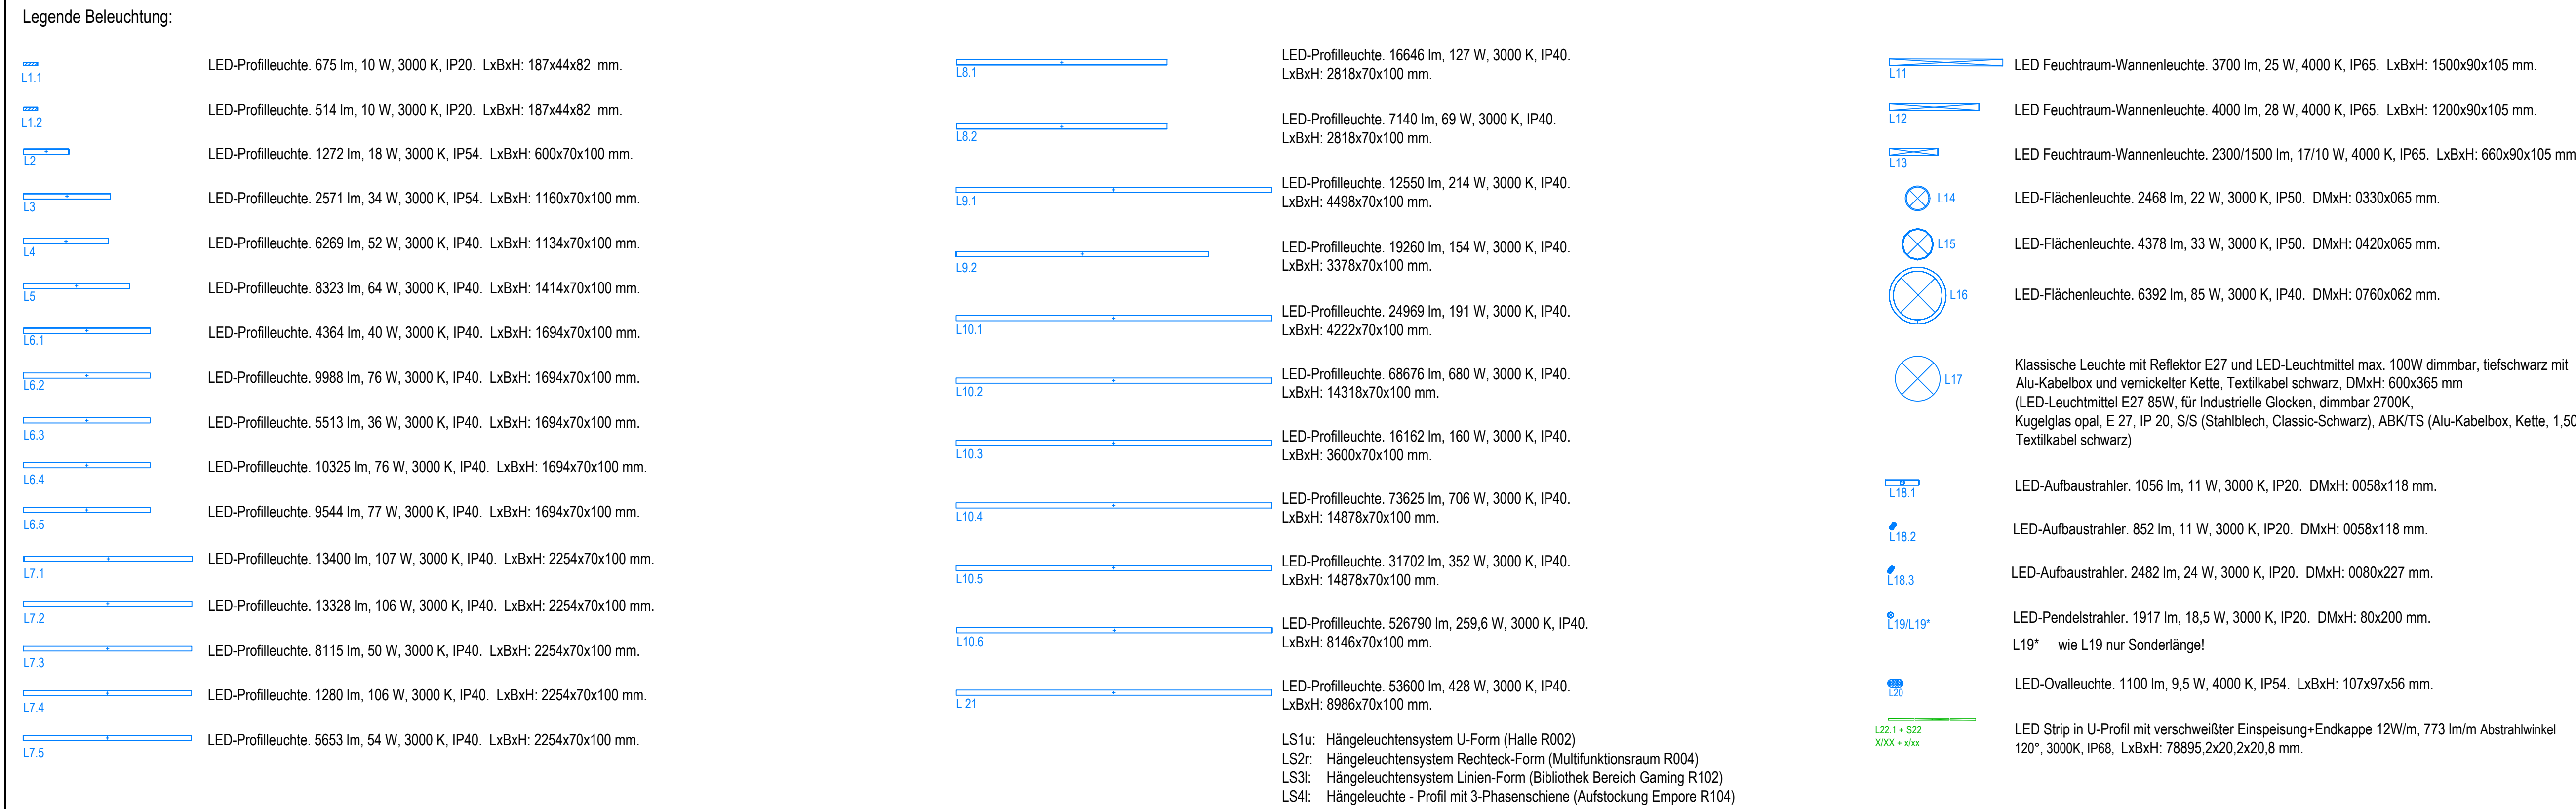 Legende Beleuchtung:
L1.1 LED-Profilleuchte. 675 lm, 10 W, 3000 K, IP20. LxBxH: 187x44x82 mm.
L1.2 LED-Profilleuchte. 514 lm, 10 W, 3000 K, IP20. LxBxH: 187x44x82 mm.
L2 LED-Profilleuchte. 1272 lm, 18 W, 3000 K, IP54. LxBxH: 600x70x100 mm.
L3 LED-Profilleuchte. 2571 lm, 34 W, 3000 K, IP54. LxBxH: 1160x70x100 mm.
L4 LED-Profilleuchte. 6269 lm, 52 W, 3000 K, IP40. LxBxH: 1134x70x100 mm.
L5 LED-Profilleuchte. 8323 lm, 64 W, 3000 K, IP40. LxBxH: 1414x70x100 mm.
L6.1 LED-Profilleuchte. 4364 lm, 40 W, 3000 K, IP40. LxBxH: 1694x70x100 mm.
L6.2 LED-Profilleuchte. 9988 lm, 76 W, 3000 K, IP40. LxBxH: 1694x70x100 mm.
L6.3 LED-Profilleuchte. 5513 lm, 36 W, 3000 K, IP40. LxBxH: 1694x70x100 mm.
L6.4 LED-Profilleuchte. 10325 lm, 76 W, 3000 K, IP40. LxBxH: 1694x70x100 mm.
L6.5 LED-Profilleuchte. 9544 lm, 77 W, 3000 K, IP40. LxBxH: 1694x70x100 mm.
L7.1 LED-Profilleuchte. 13400 lm, 107 W, 3000 K, IP40. LxBxH: 2254x70x100 mm.
L7.2 LED-Profilleuchte. 13328 lm, 106 W, 3000 K, IP40. LxBxH: 2254x70x100 mm.
L7.3 LED-Profilleuchte. 8115 lm, 50 W, 3000 K, IP40. LxBxH: 2254x70x100 mm.
L7.4 LED-Profilleuchte. 1280 lm, 106 W, 3000 K, IP40. LxBxH: 2254x70x100 mm.
L7.5 LED-Profilleuchte. 5653 lm, 54 W, 3000 K, IP40. LxBxH: 2254x70x100 mm.
L8.1 LED-Profilleuchte. 16646 lm, 127 W, 3000 K, IP40.
LxBxH: 2818x70x100 mm.
L8.2 LED-Profilleuchte. 7140 lm, 69 W, 3000 K, IP40.
LxBxH: 2818x70x100 mm.
L9.1 LED-Profilleuchte. 12550 lm, 214 W, 3000 K, IP40.
LxBxH: 4498x70x100 mm.
L9.2 LED-Profilleuchte. 19260 lm, 154 W, 3000 K, IP40.
LxBxH: 3378x70x100 mm.
L10.1 LED-Profilleuchte. 24969 lm, 191 W, 3000 K, IP40.
LxBxH: 4222x70x100 mm.
L10.2 LED-Profilleuchte. 68676 lm, 680 W, 3000 K, IP40.
LxBxH: 14318x70x100 mm.
L10.3 LED-Profilleuchte. 16162 lm, 160 W, 3000 K, IP40.
LxBxH: 3600x70x100 mm.
L10.4 LED-Profilleuchte. 73625 lm, 706 W, 3000 K, IP40.
LxBxH: 14878x70x100 mm.
L10.5 LED-Profilleuchte. 31702 lm, 352 W, 3000 K, IP40.
LxBxH: 14878x70x100 mm.
L10.6 LED-Profilleuchte. 526790 lm, 259,6 W, 3000 K, IP40.
LxBxH: 8146x70x100 mm.
L 21 LED-Profilleuchte. 53600 lm, 428 W, 3000 K, IP40.
LxBxH: 8986x70x100 mm.
LS1u: Hängeleuchtensystem U-Form (Halle R002)
LS2r: Hängeleuchtensystem Rechteck-Form (Multifunktionsraum R004)
LS3l: Hängeleuchtensystem Linien-Form (Bibliothek Bereich Gaming R102)
LS4l: Hängeleuchte - Profil mit 3-Phasenschiene (Aufstockung Empore R104)
L11 LED Feuchtraum-Wannenleuchte. 3700 lm, 25 W, 4000 K, IP65. LxBxH: 1500x90x105 mm.
L12 LED Feuchtraum-Wannenleuchte. 4000 lm, 28 W, 4000 K, IP65. LxBxH: 1200x90x105 mm.
L13 LED Feuchtraum-Wannenleuchte. 2300/1500 lm, 17/10 W, 4000 K, IP65. LxBxH: 660x90x105 mm
L14 LED-Flächenleuchte. 2468 lm, 22 W, 3000 K, IP50. DMxH: 0330x065 mm.
L15 LED-Flächenleuchte. 4378 lm, 33 W, 3000 K, IP50. DMxH: 0420x065 mm.
L16 LED-Flächenleuchte. 6392 lm, 85 W, 3000 K, IP40. DMxH: 0760x062 mm.
L17 Klassische Leuchte mit Reflektor E27 und LED-Leuchtmittel max. 100W dimmbar, tiefschwarz mit
Alu-Kabelbox und vernickelter Kette, Textilkabel schwarz, DMxH: 600x365 mm
(LED-Leuchtmittel E27 85W, für Industrielle Glocken, dimmbar 2700K,
Kugelglas opal, E 27, IP 20, S/S (Stahlblech, Classic-Schwarz), ABK/TS (Alu-Kabelbox, Kette, 1,50
Textilkabel schwarz)
L18.1 LED-Aufbaustrahler. 1056 lm, 11 W, 3000 K, IP20. DMxH: 0058x118 mm.
L18.2 LED-Aufbaustrahler. 852 lm, 11 W, 3000 K, IP20. DMxH: 0058x118 mm.
L18.3 LED-Aufbaustrahler. 2482 lm, 24 W, 3000 K, IP20. DMxH: 0080x227 mm.
L19/L19* LED-Pendelstrahler. 1917 lm, 18,5 W, 3000 K, IP20. DMxH: 80x200 mm.
L19* wie L19 nur Sonderlänge!
L20 LED-Ovalleuchte. 1100 lm, 9,5 W, 4000 K, IP54. LxBxH: 107x97x56 mm.
L22.1 + S22 LED Strip in U-Profil mit verschweißter Einspeisung+Endkappe 12W/m, 773 lm/m Abstrahlwinkel
X/XX + x/xx 120°, 3000K, IP68, LxBxH: 78895,2x20,2x20,8 mm.